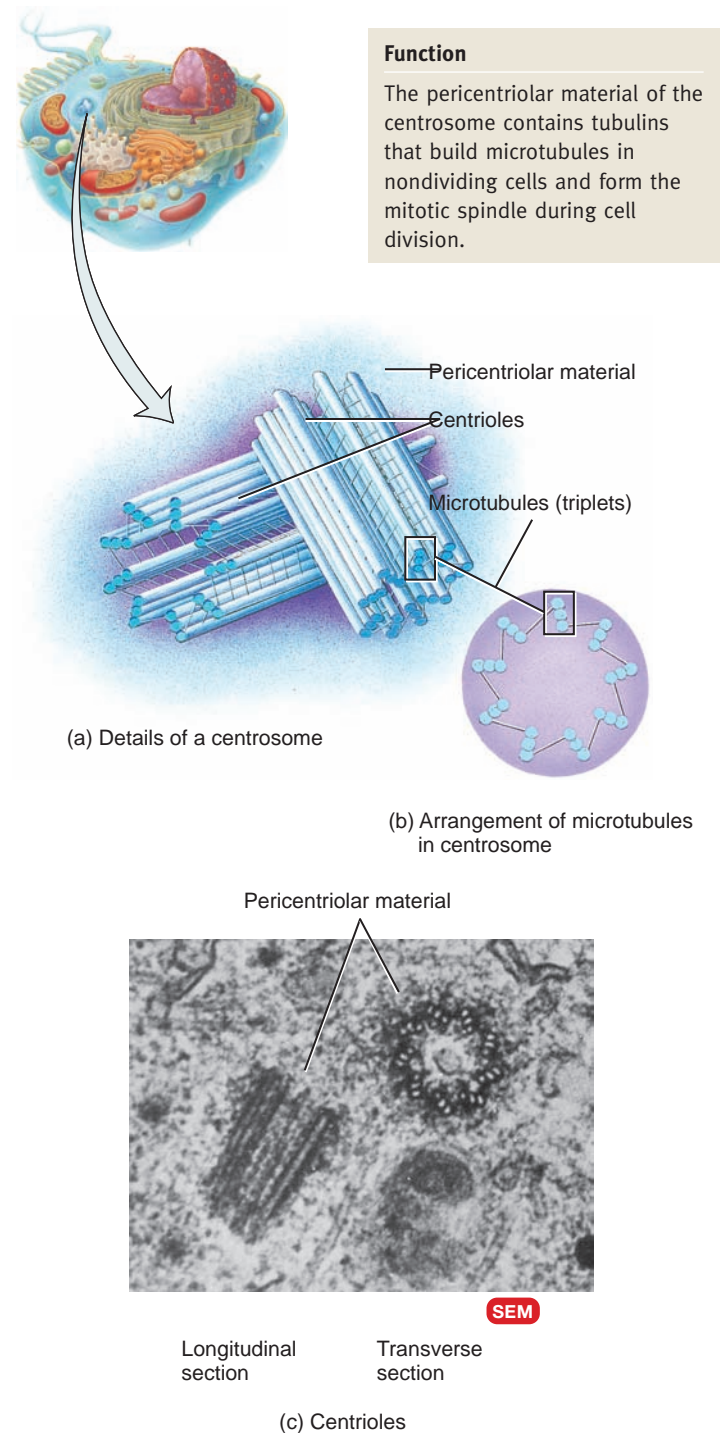 Function
The pericentriolar material of the
centrosome contains tubulins
that build microtubules in
nondividing cells and form the
mitotic spindle during cell
division.
Pericentriolar material
Centrioles
Microtubules (triplets)
(a) Details of a centrosome
(b) Arrangement of microtubules
in centrosome
Pericentriolar material
SEM
Longitudinal
section
Transverse
section
(c) Centrioles